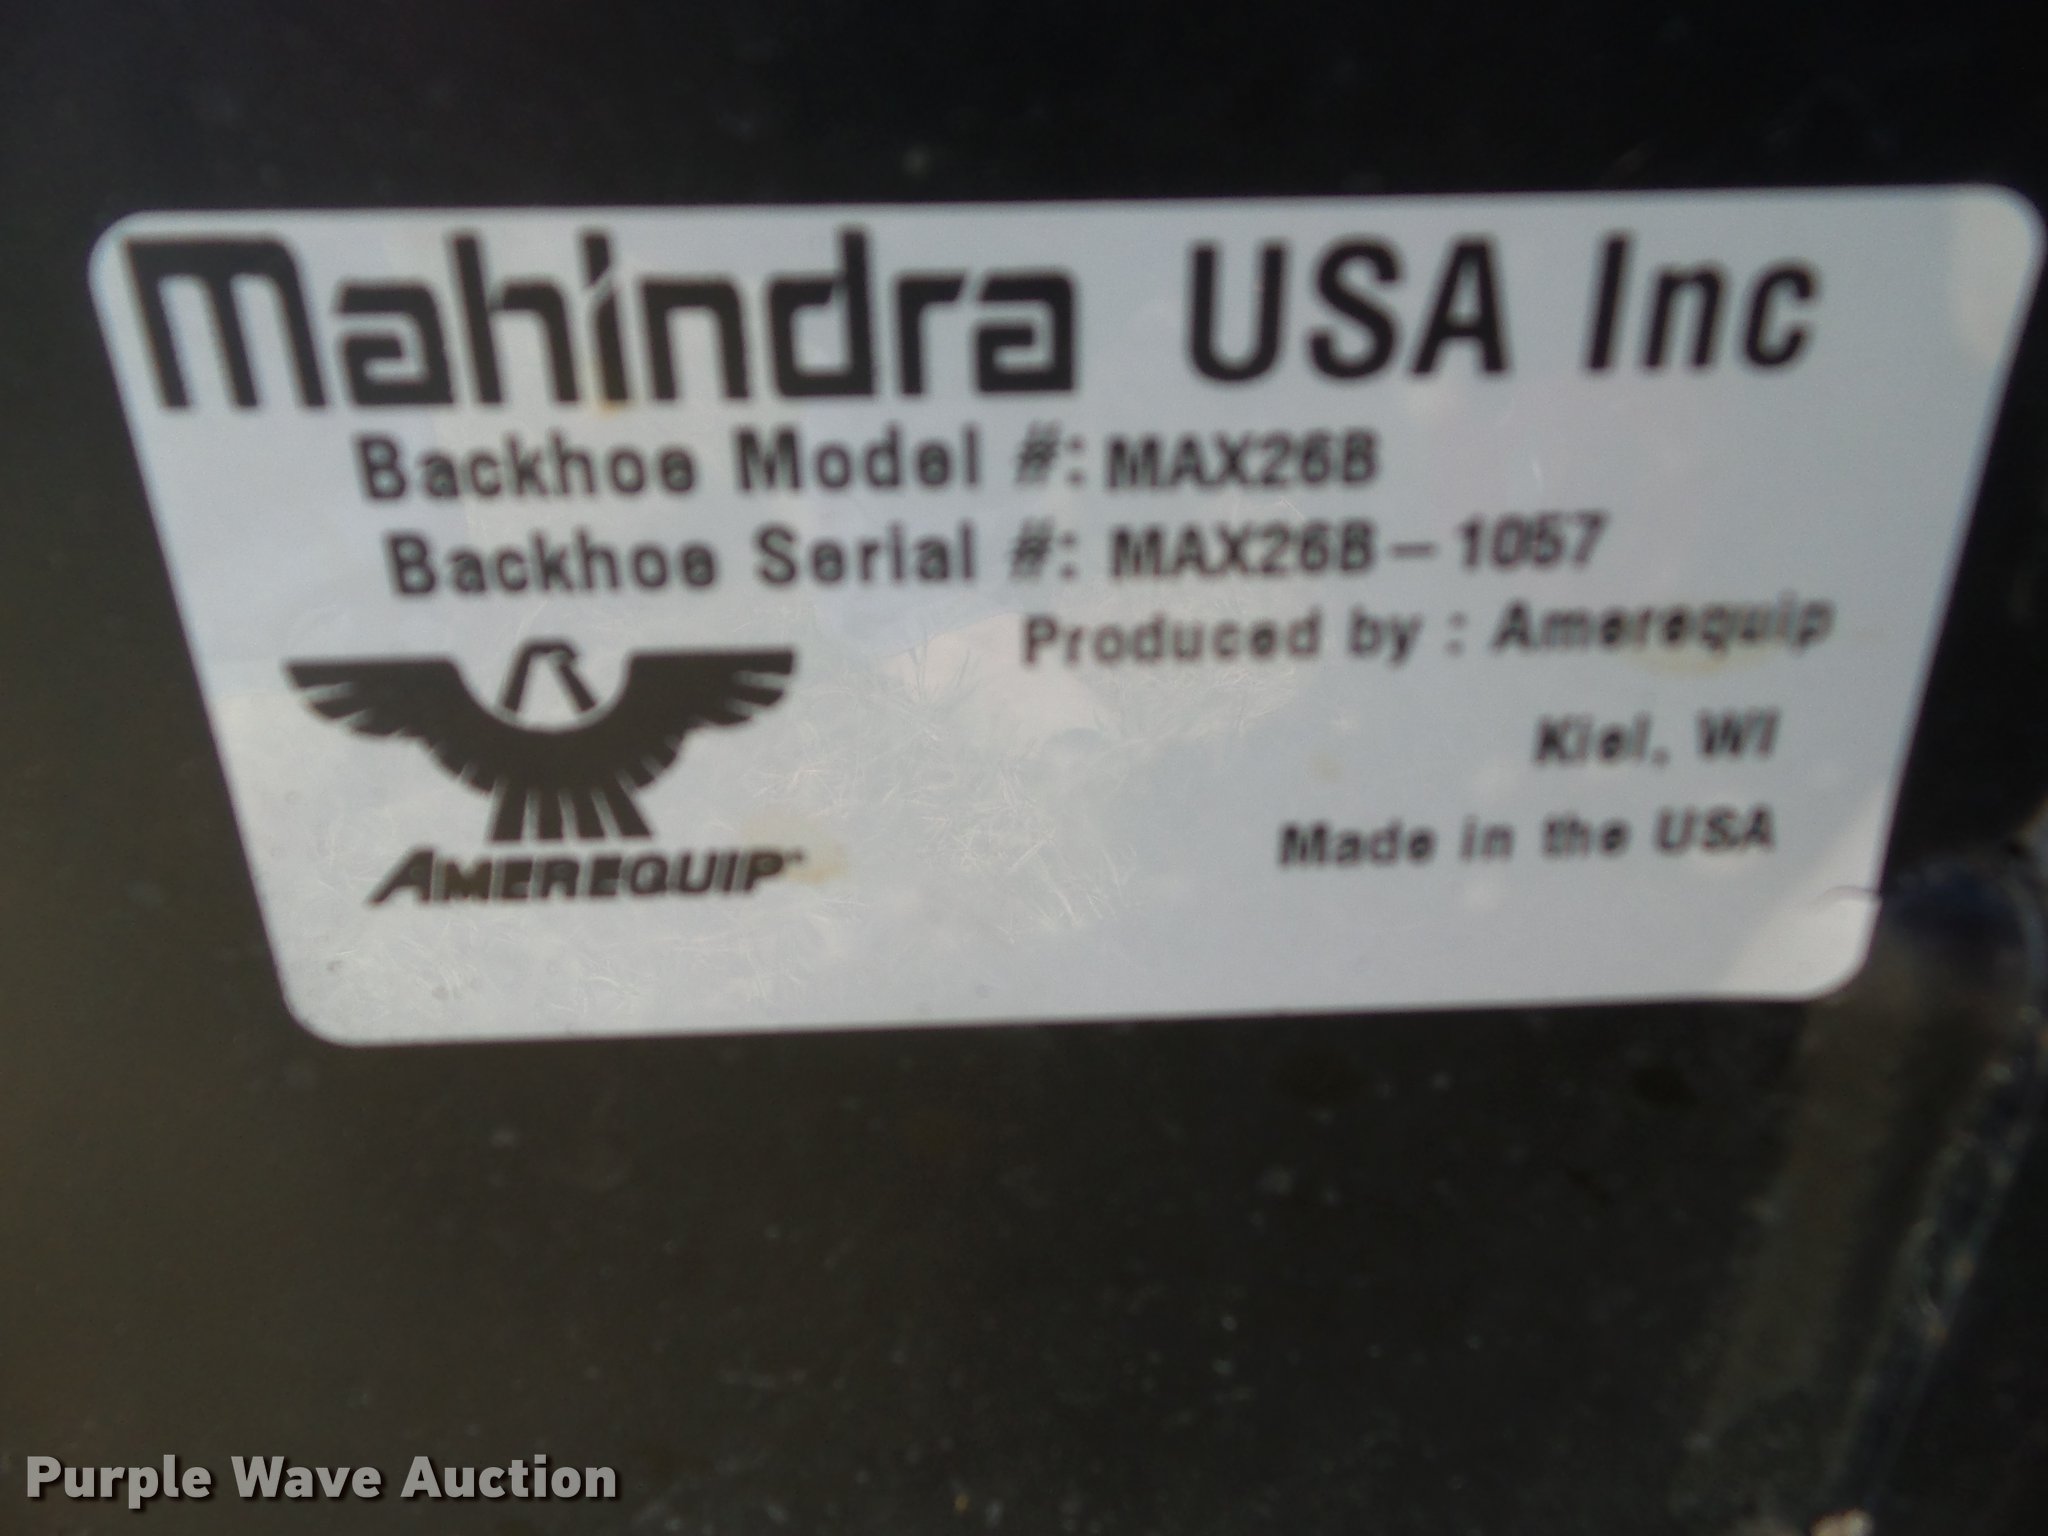 Mahindra USA Inc
Backhoe Model #: MAX26B
Backhoe Serial #: MAX26B-1057
Produced by : Amerequip
Kiel, WI
Made in the USA
AMEREQUIP
Purple Wave Auction